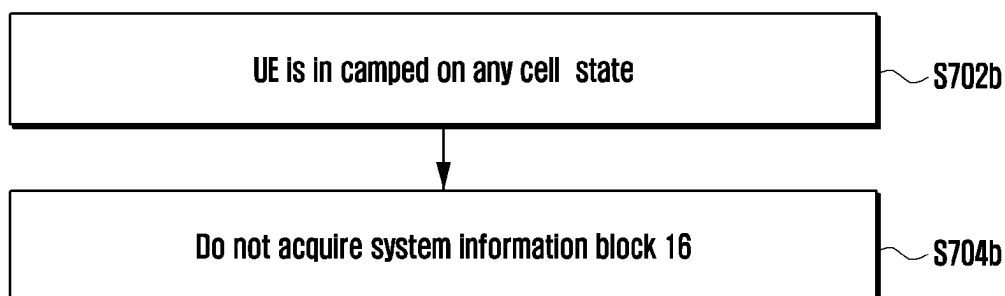 UE is in camped on any cell state
S702b
Do not acquire system information block 16
S704b